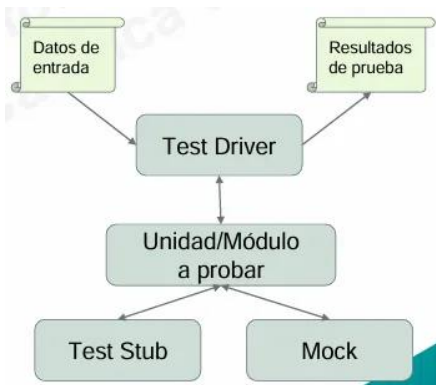 Datos de
entrada
Resultados
de prueba
Test Driver
Unidad/Módulo
a probar
Test Stub
Mock